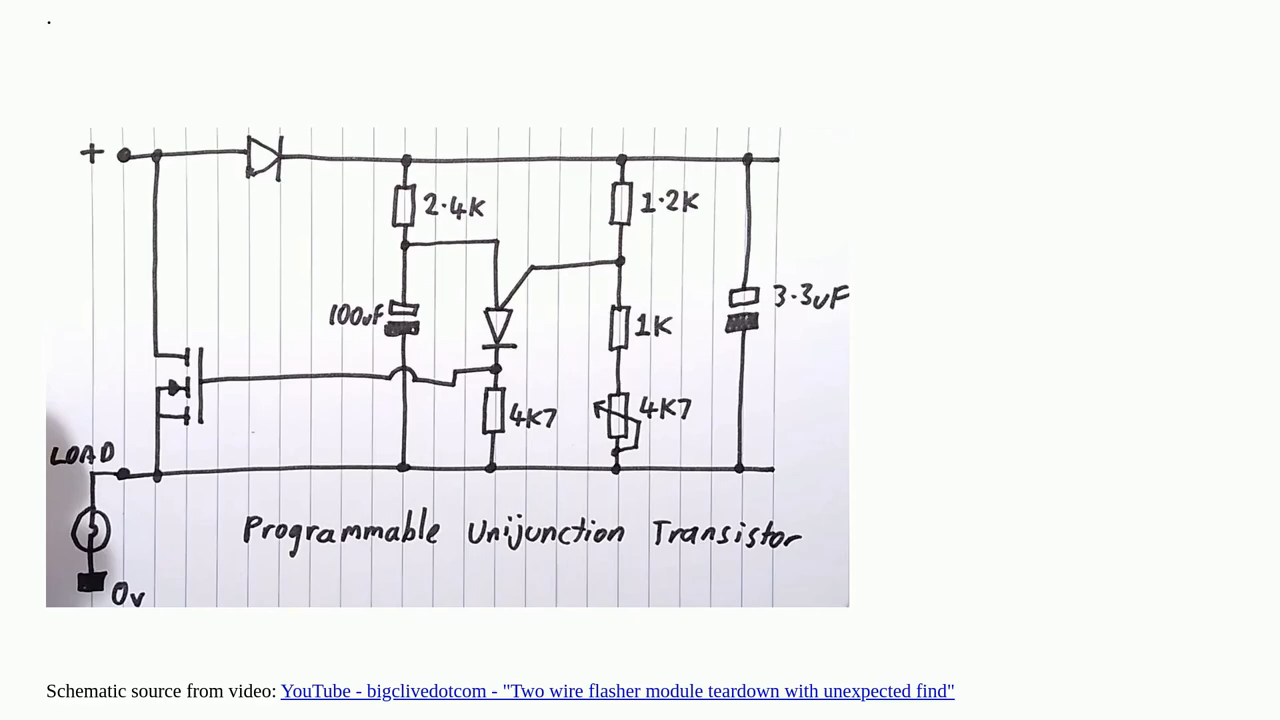 .
+
2.4K
1.2K
100uF
3.3uF
1K
4K7
4K7
LOAD
Programmable Unijunction Transistor
0v
Schematic source from video: YouTube - bigclivedotcom - "Two wire flasher module teardown with unexpected find"